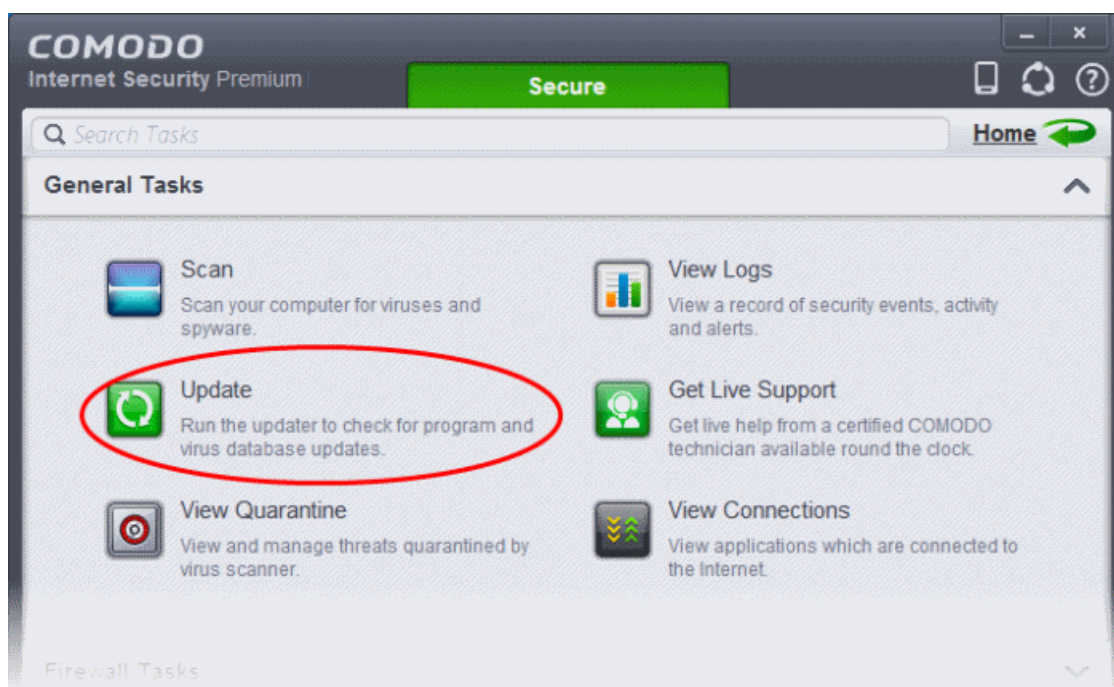 COMODO
Internet Security Premium
Secure
Search Tasks
Home
General Tasks
Scan
Scan your computer for viruses and
spyware.
View Logs
View a record of security events, activity
and alerts.
Update
Run the updater to check for program and
virus database updates.
Get Live Support
Get live help from a certified COMODO
technician available round the clock.
View Quarantine
View and manage threats quarantined by
virus scanner.
View Connections
View applications which are connected to
the Internet.
Firewall Tasks